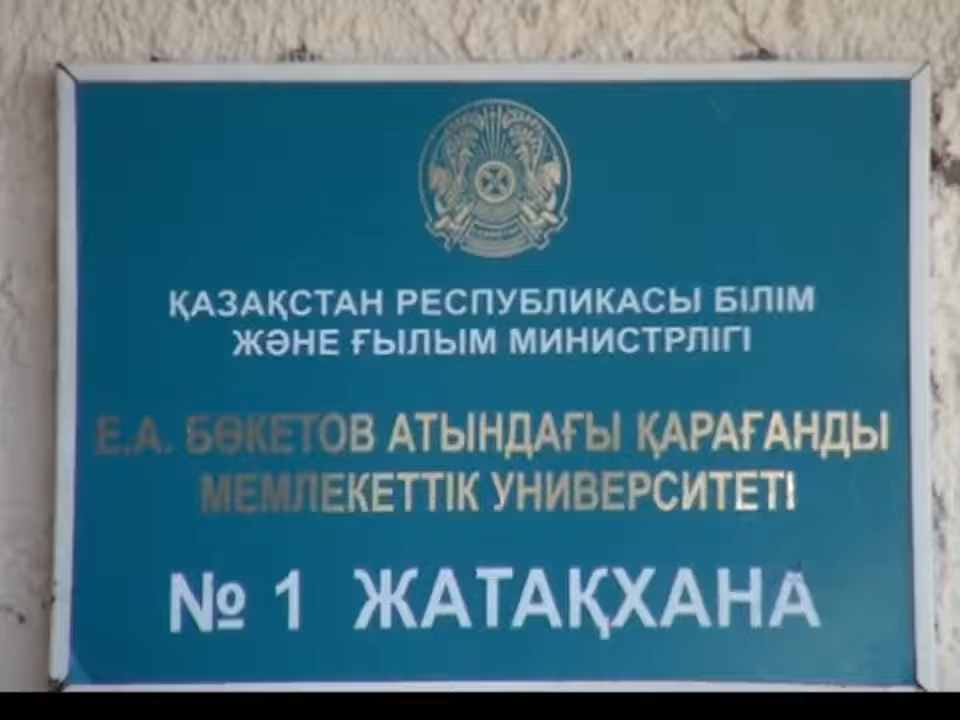 ҚАЗАҚСТАН РЕСПУБЛИКАСЫ БІЛІМ
ЖӘНЕ ҒЫЛЫМ МИНИСТРЛІГІ
Е.А. БӨКЕТОВ АТЫНДАҒЫ ҚАРАҒАНДЫ
МЕМЛЕКЕТТІК УНИВЕРСИТЕТІ
№ 1 ЖАТАҚХАНА